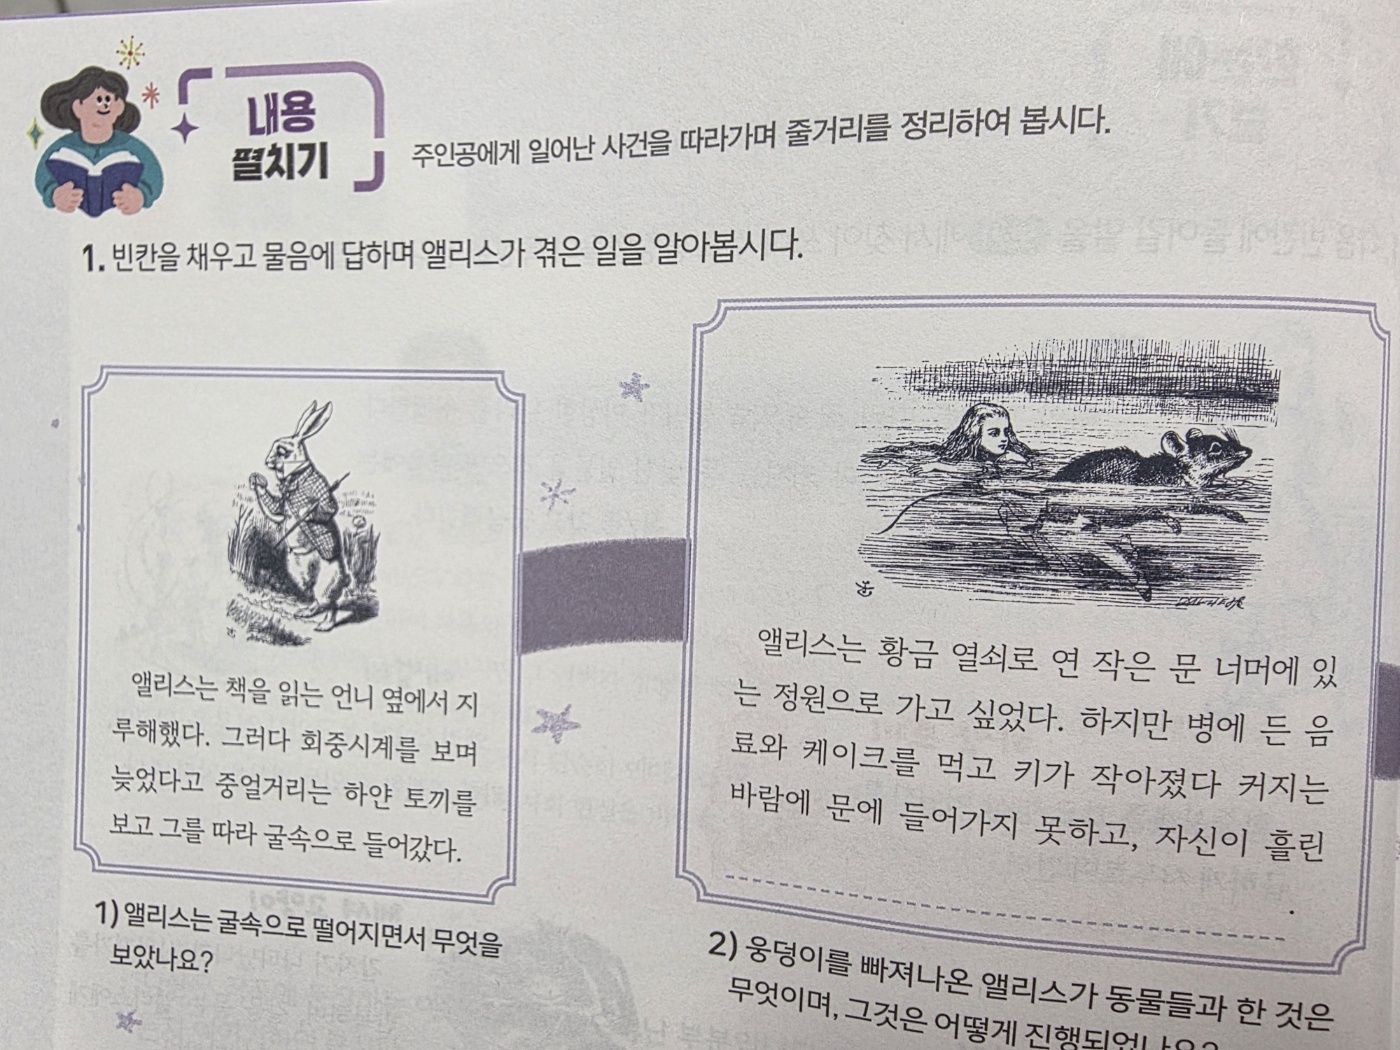 내용
펼치기
주인공에게 일어난 사건을 따라가며 줄거리를 정리하여 봅시다.
1. 빈칸을 채우고 물음에 답하며 앨리스가 겪은 일을 알아봅시다.
앨리스는 책을 읽는 언니 옆에서 지
루해했다. 그러다 회중시계를 보며
늦었다고 중얼거리는 하얀 토끼를
보고 그를 따라 굴속으로 들어갔다.
1) 앨리스는 굴속으로 떨어지면서 무엇을
보았나요?
앨리스는 황금 열쇠로 연 작은 문 너머에 있
는 정원으로 가고 싶었다. 하지만 병에 든 음
료와 케이크를 먹고 키가 작아졌다 커지는
바람에 문에 들어가지 못하고, 자신이 흘린
.
2) 웅덩이를 빠져나온 앨리스가 동물들과 한 것은
무엇이며, 그것은 어떻게 진행되었나요?